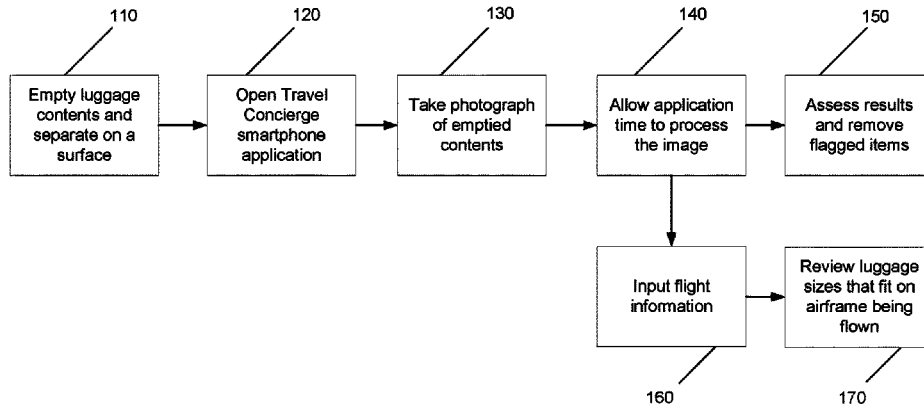 110
120
130
140
150
Empty luggage
contents and
separate on a
surface
Open Travel
Concierge
smartphone
application
Take photograph
of emptied
contents
Allow application
time to process
the image
Assess results
and remove
flagged items
Input flight
information
Review luggage
sizes that fit on
airframe being
flown
160
170